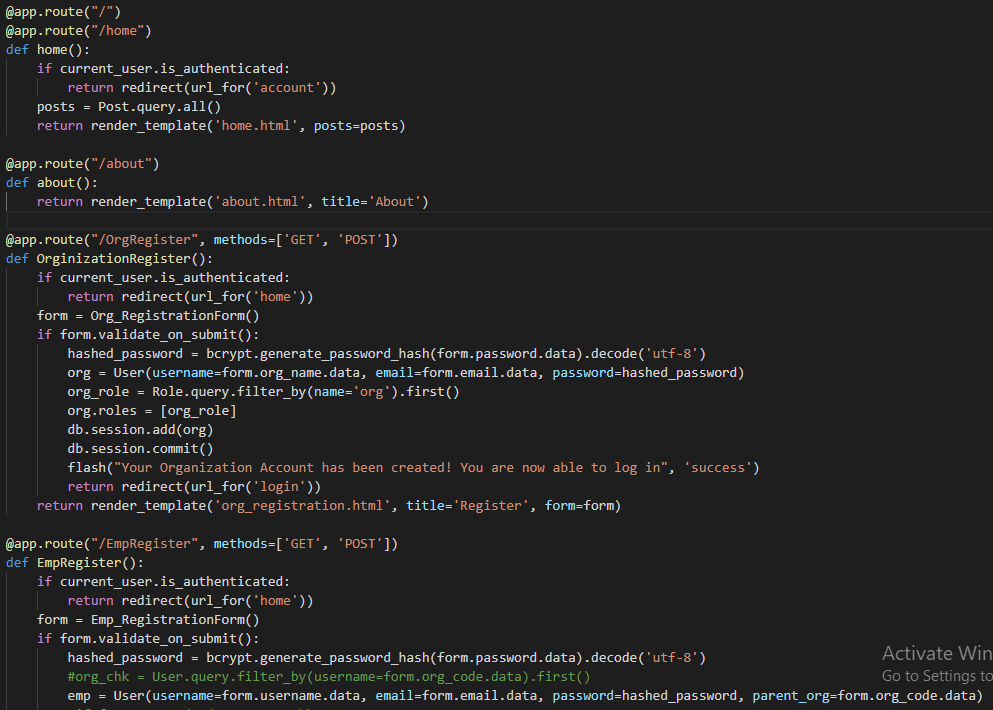 @app.route("/")
@app.route("/home")
def home():
    if current_user.is_authenticated:
        return redirect(url_for('account'))
    posts = Post.query.all()
    return render_template('home.html', posts=posts)
@app.route("/about")
def about():
    return render_template('about.html', title='About')
@app.route("/OrgRegister", methods=['GET', 'POST'])
def OrginizationRegister():
    if current_user.is_authenticated:
        return redirect(url_for('home'))
    form = Org_RegistrationForm()
    if form.validate_on_submit():
        hashed_password = bcrypt.generate_password_hash(form.password.data).decode('utf-8')
        org = User(username=form.org_name.data, email=form.email.data, password=hashed_password)
        org_role = Role.query.filter_by(name='org').first()
        org.roles = [org_role]
        db.session.add(org)
        db.session.commit()
        flash("Your Organization Account has been created! You are now able to log in", 'success')
        return redirect(url_for('login'))
    return render_template('org_registration.html', title='Register', form=form)
@app.route("/EmpRegister", methods=['GET', 'POST'])
def EmpRegister():
    if current_user.is_authenticated:
        return redirect(url_for('home'))
    form = Emp_RegistrationForm()
    if form.validate_on_submit():
        hashed_password = bcrypt.generate_password_hash(form.password.data).decode('utf-8')
        #org_chk = User.query.filter_by(username=form.org_code.data).first()
        emp = User(username=form.username.data, email=form.email.data, password=hashed_password, parent_org=form.org_code.data)
Activate Win
Go to Settings to